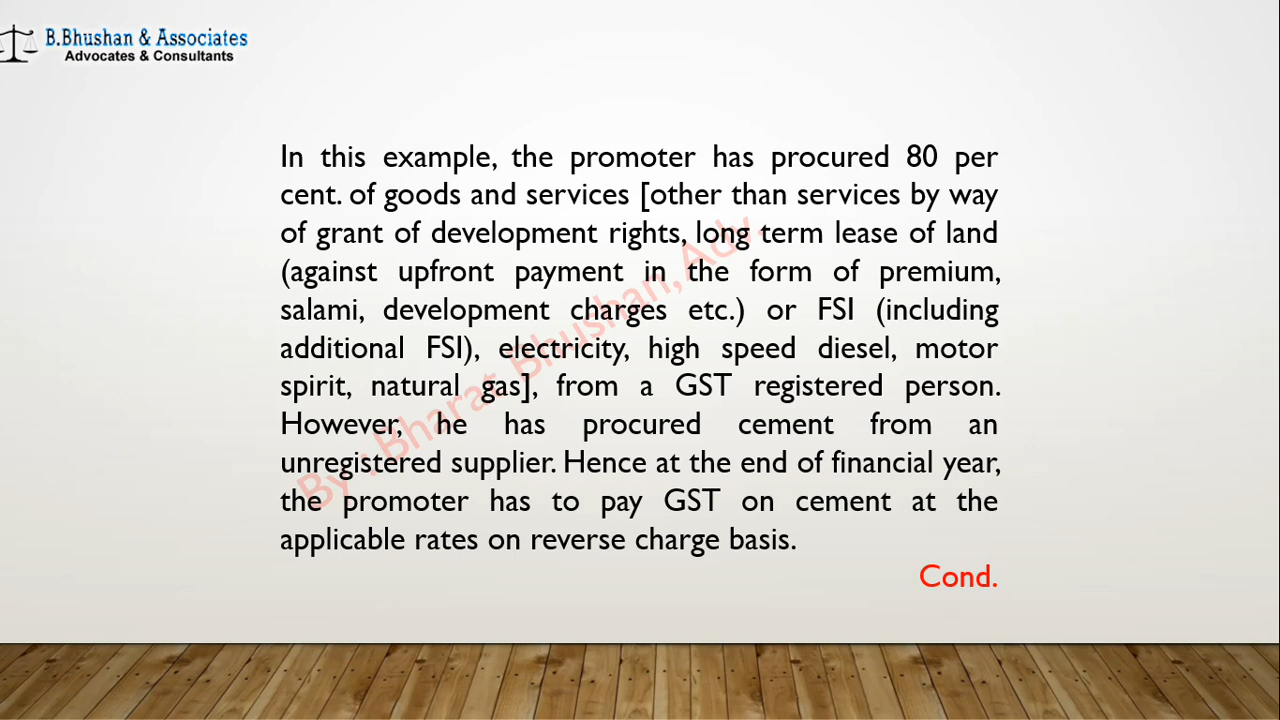 B.Bhushan & Associates
Advocates & Consultants
In this example, the promoter has procured 80 per
cent. of goods and services [other than services by way
of grant of development rights, long term lease of land
(against upfront payment in the form of premium,
salami, development charges etc.) or FSI (including
additional FSI), electricity, high speed diesel, motor
spirit, natural gas], from a GST registered person.
However, he has procured cement from an
unregistered supplier. Hence at the end of financial year,
the promoter has to pay GST on cement at the
applicable rates on reverse charge basis.
Cond.
By : Bharat Bhushan, Adv.